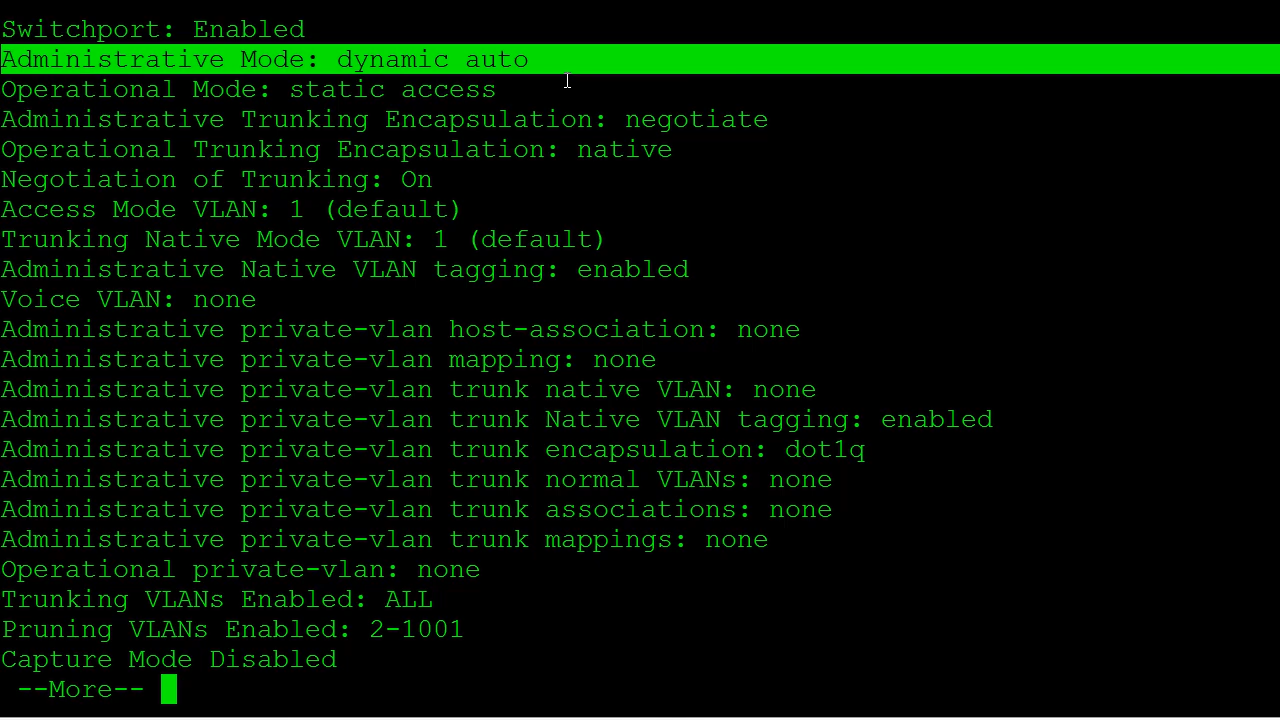 Switchport: Enabled
Administrative Mode: dynamic auto
Operational Mode: static access
Administrative Trunking Encapsulation: negotiate
Operational Trunking Encapsulation: native
Negotiation of Trunking: On
Access Mode VLAN: 1 (default)
Trunking Native Mode VLAN: 1 (default)
Administrative Native VLAN tagging: enabled
Voice VLAN: none
Administrative private-vlan host-association: none
Administrative private-vlan mapping: none
Administrative private-vlan trunk native VLAN: none
Administrative private-vlan trunk Native VLAN tagging: enabled
Administrative private-vlan trunk encapsulation: dot1q
Administrative private-vlan trunk normal VLANs: none
Administrative private-vlan trunk associations: none
Administrative private-vlan trunk mappings: none
Operational private-vlan: none
Trunking VLANs Enabled: ALL
Pruning VLANs Enabled: 2-1001
Capture Mode Disabled
--More--